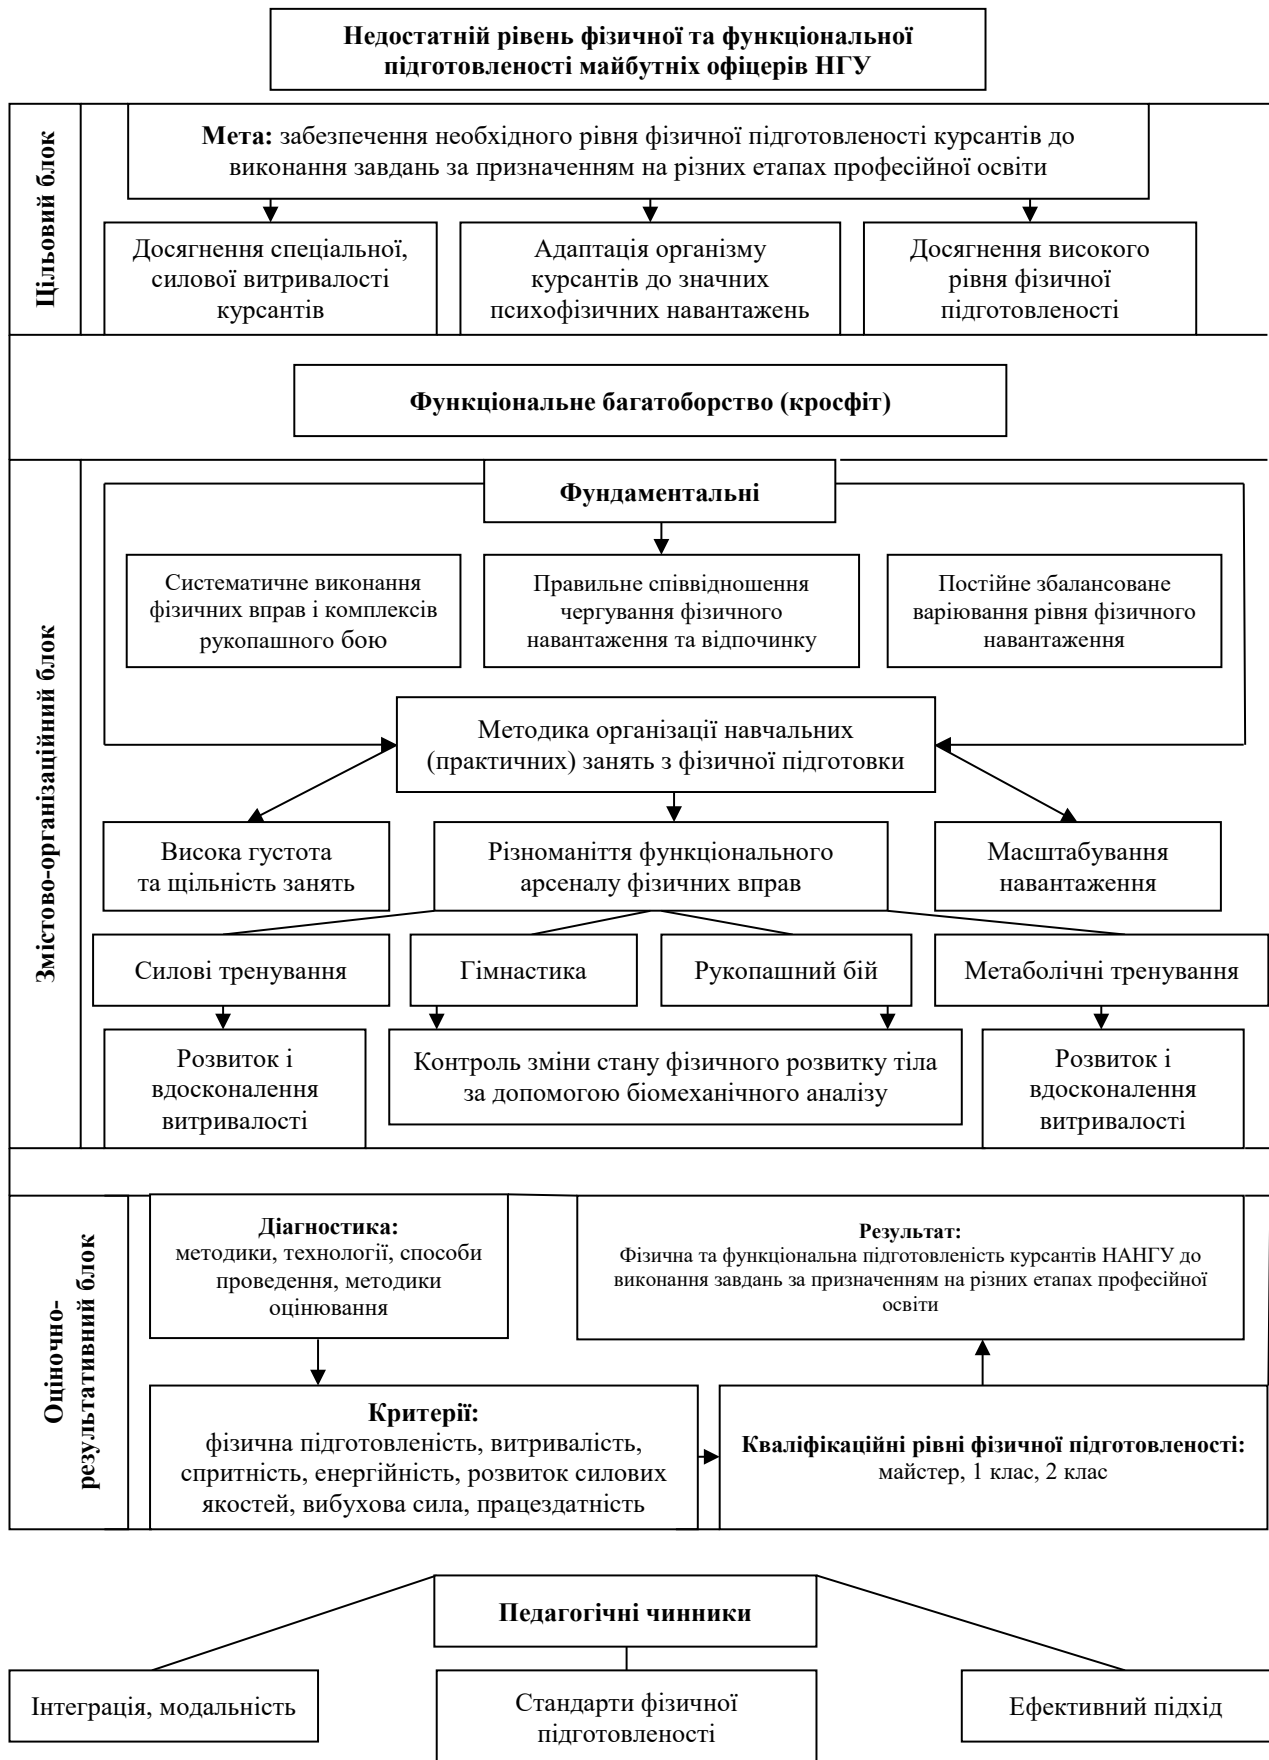 Недостатній рівень фізичної та функціональної
підготовленості майбутніх офіцерів НГУ
Цільовий блок
Мета: забезпечення необхідного рівня фізичної підготовленості курсантів до
виконання завдань за призначенням на різних етапах професійної освіти
Досягнення спеціальної,
силової витривалості
курсантів
Адаптація організму
курсантів до значних
психофізичних навантажень
Досягнення високого
рівня фізичної
підготовленості
Функціональне багатоборство (кросфіт)
Змістово-організаційний блок
Фундаментальні
Систематичне виконання
фізичних вправ і комплексів
рукопашного бою
Правильне співвідношення
чергування фізичного
навантаження та відпочинку
Постійне збалансоване
варіювання рівня фізичного
навантаження
Методика організації навчальних
(практичних) занять з фізичної підготовки
Висока густота
та щільність занять
Різноманіття функціонального
арсеналу фізичних вправ
Масштабування
навантаження
Силові тренування
Гімнастика
Рукопашний бій
Метаболічні тренування
Розвиток і
вдосконалення
витривалості
Контроль зміни стану фізичного розвитку тіла
за допомогою біомеханічного аналізу
Розвиток і
вдосконалення
витривалості
Оціночно-
результативний блок
Діагностика:
методики, технології, способи
проведення, методики
оцінювання
Результат:
Фізична та функціональна підготовленість курсантів НАНГУ до
виконання завдань за призначенням на різних етапах професійної
освіти
Критерії:
фізична підготовленість, витривалість,
спритність, енергійність, розвиток силових
якостей, вибухова сила, працездатність
Кваліфікаційні рівні фізичної підготовленості:
майстер, 1 клас, 2 клас
Педагогічні чинники
Інтеграція, модальність
Стандарти фізичної
підготовленості
Ефективний підхід